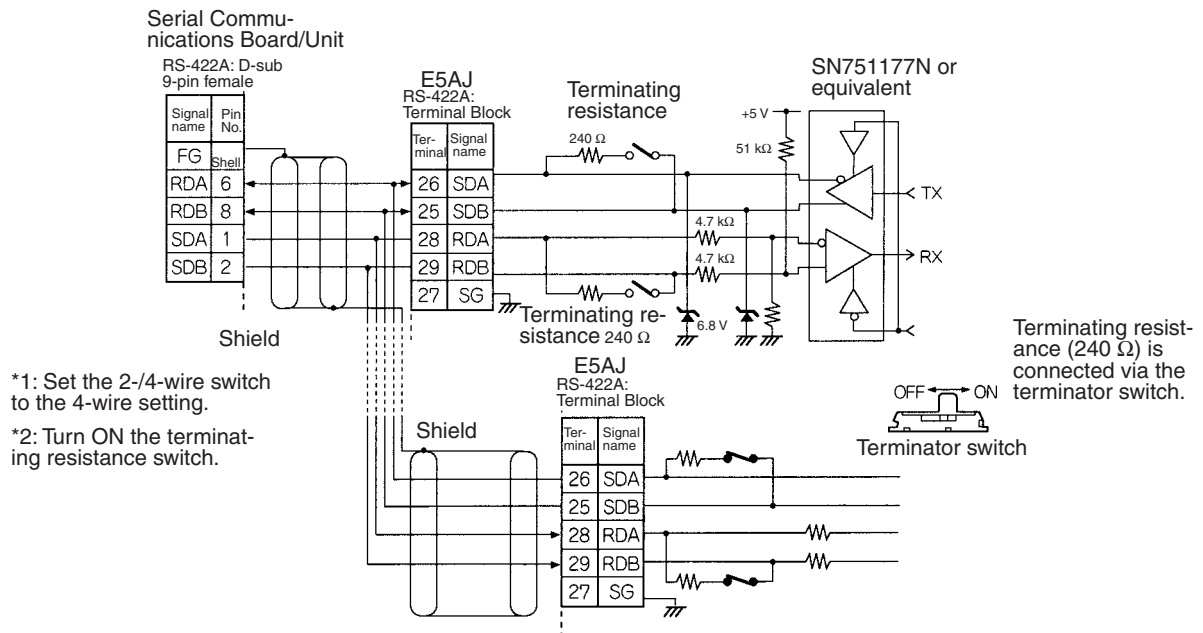 Serial Commu-
nications Board/Unit
RS-422A: D-sub
9-pin female
Signal
name
Pin
No.
FG
Shell
RDA 6
RDB 8
SDA 1
SDB 2
Shield
E5AJ
RS-422A:
Terminal Block
Ter-
minal
Signal
name
26 SDA
25 SDB
28 RDA
29 RDB
27 SG
Terminating
resistance
240 Ω
Terminating re-
sistance 240 Ω
4.7 kΩ
4.7 kΩ
6.8 V
+5 V
51 kΩ
SN751177N or
equivalent
TX
RX
*1: Set the 2-/4-wire switch
to the 4-wire setting.
*2: Turn ON the terminat-
ing resistance switch.
Shield
E5AJ
RS-422A:
Terminal Block
Ter-
minal
Signal
name
26 SDA
25 SDB
28 RDA
29 RDB
27 SG
OFF ON
Terminator switch
Terminating resist-
ance (240 Ω) is
connected via the
terminator switch.